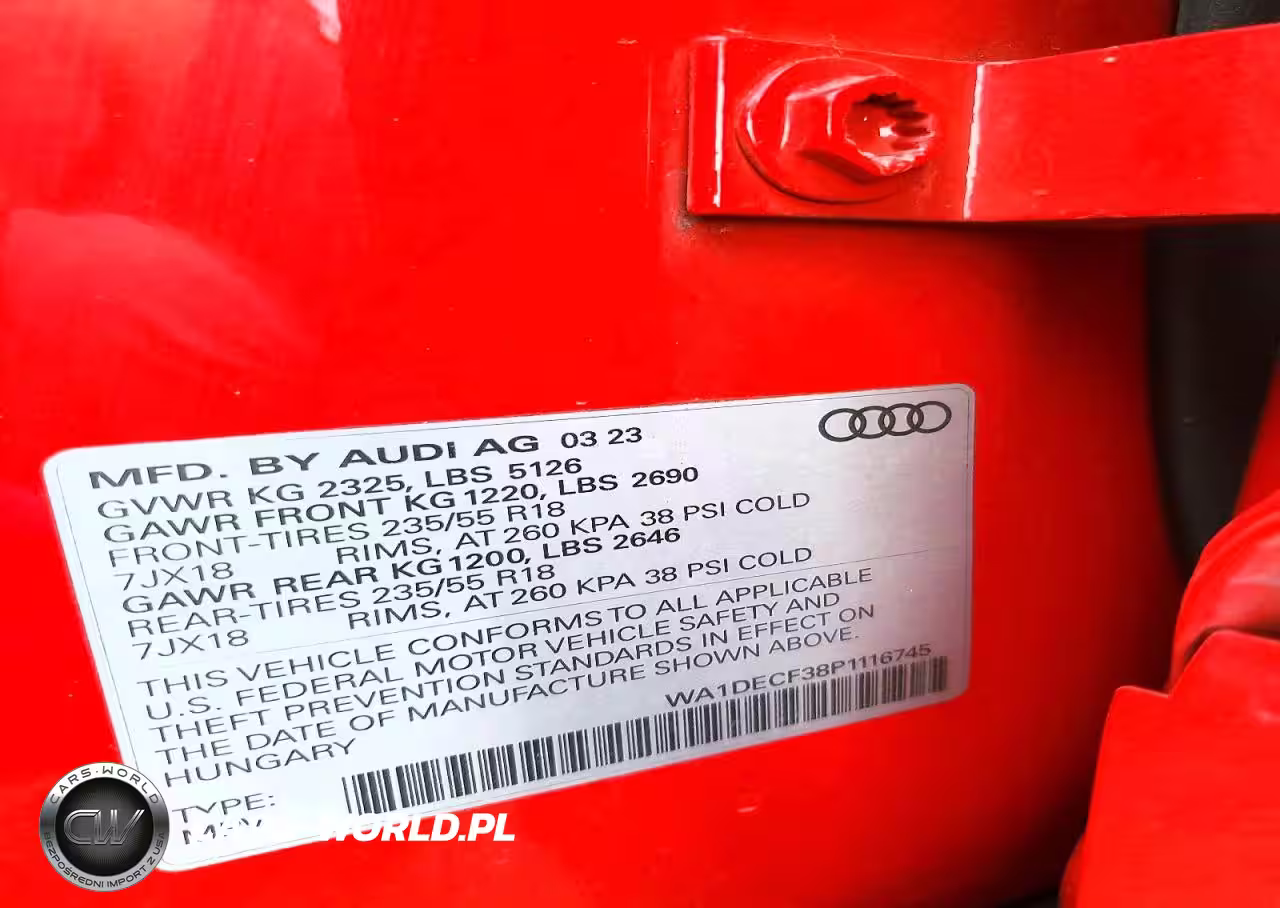 MFD. BY AUDI AG 03 23
GVWR KG 2325, LBS 5126
GAWR FRONT KG 1220, LBS 2690
FRONT-TIRES 235/55 R18
7JX18 RIMS, AT 260 KPA 38 PSI COLD
GAWR REAR KG 1200, LBS 2646
REAR-TIRES 235/55 R18
7JX18 RIMS, AT 260 KPA 38 PSI COLD
THIS VEHICLE CONFORMS TO ALL APPLICABLE
U.S. FEDERAL MOTOR VEHICLE SAFETY AND
THEFT PREVENTION STANDARDS IN EFFECT ON
THE DATE OF MANUFACTURE SHOWN ABOVE.
HUNGARY
WA1DECF38P1116745
TYPE:
CARS-WORLD
CW
BEZPOŚREDNI IMPORT Z USA
WORLD.PL